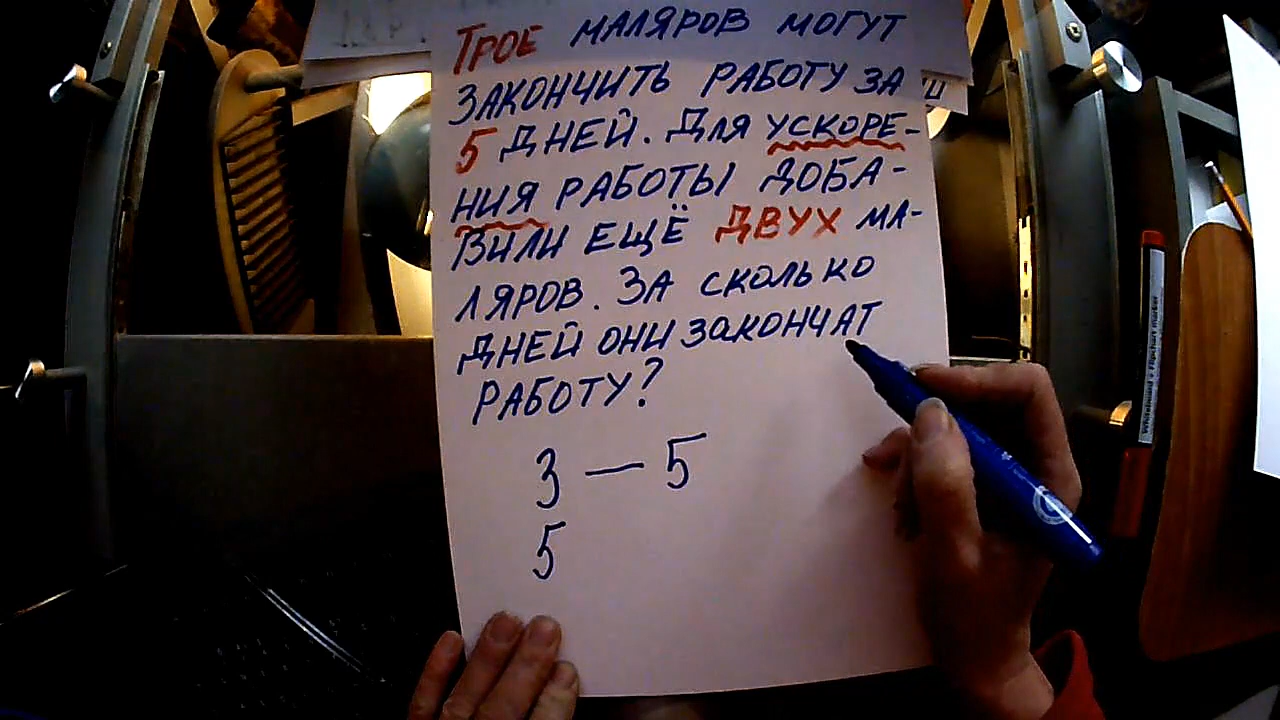 ТРОЕ МАЛЯРОВ МОГУТ
ЗАКОНЧИТЬ РАБОТУ ЗА
5 ДНЕЙ. ДЛЯ УСКОРЕ-
НИЯ РАБОТЫ ДОБА-
ВИЛИ ЕЩЁ ДВУХ МА-
ЛЯРОВ. ЗА СКОЛЬКО
ДНЕЙ ОНИ ЗАКОНЧАТ
РАБОТУ?
3 — 5
5